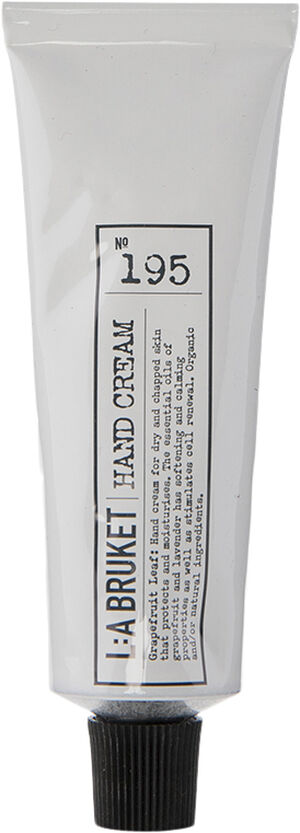 Nº
195
L:A BRUKET | HAND CREAM
Grapefruit Leaf: Hand cream for dry and chapped skin
that protects and moisturises. The essential oils of
grapefruit and lavender has softening and calming
properties as well as stimulates cell renewal. Organic
and/or natural ingredients.